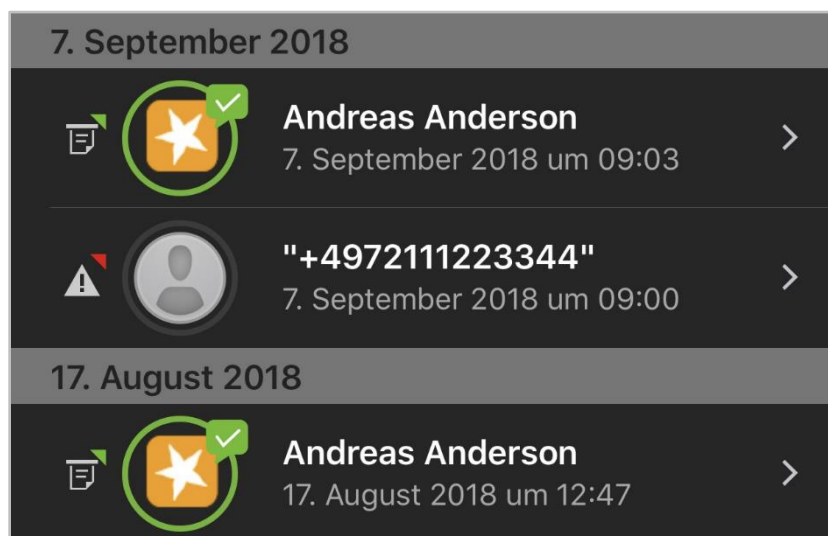 7. September 2018
Andreas Anderson
7. September 2018 um 09:03
"+4972111223344"
7. September 2018 um 09:00
17. August 2018
Andreas Anderson
17. August 2018 um 12:47